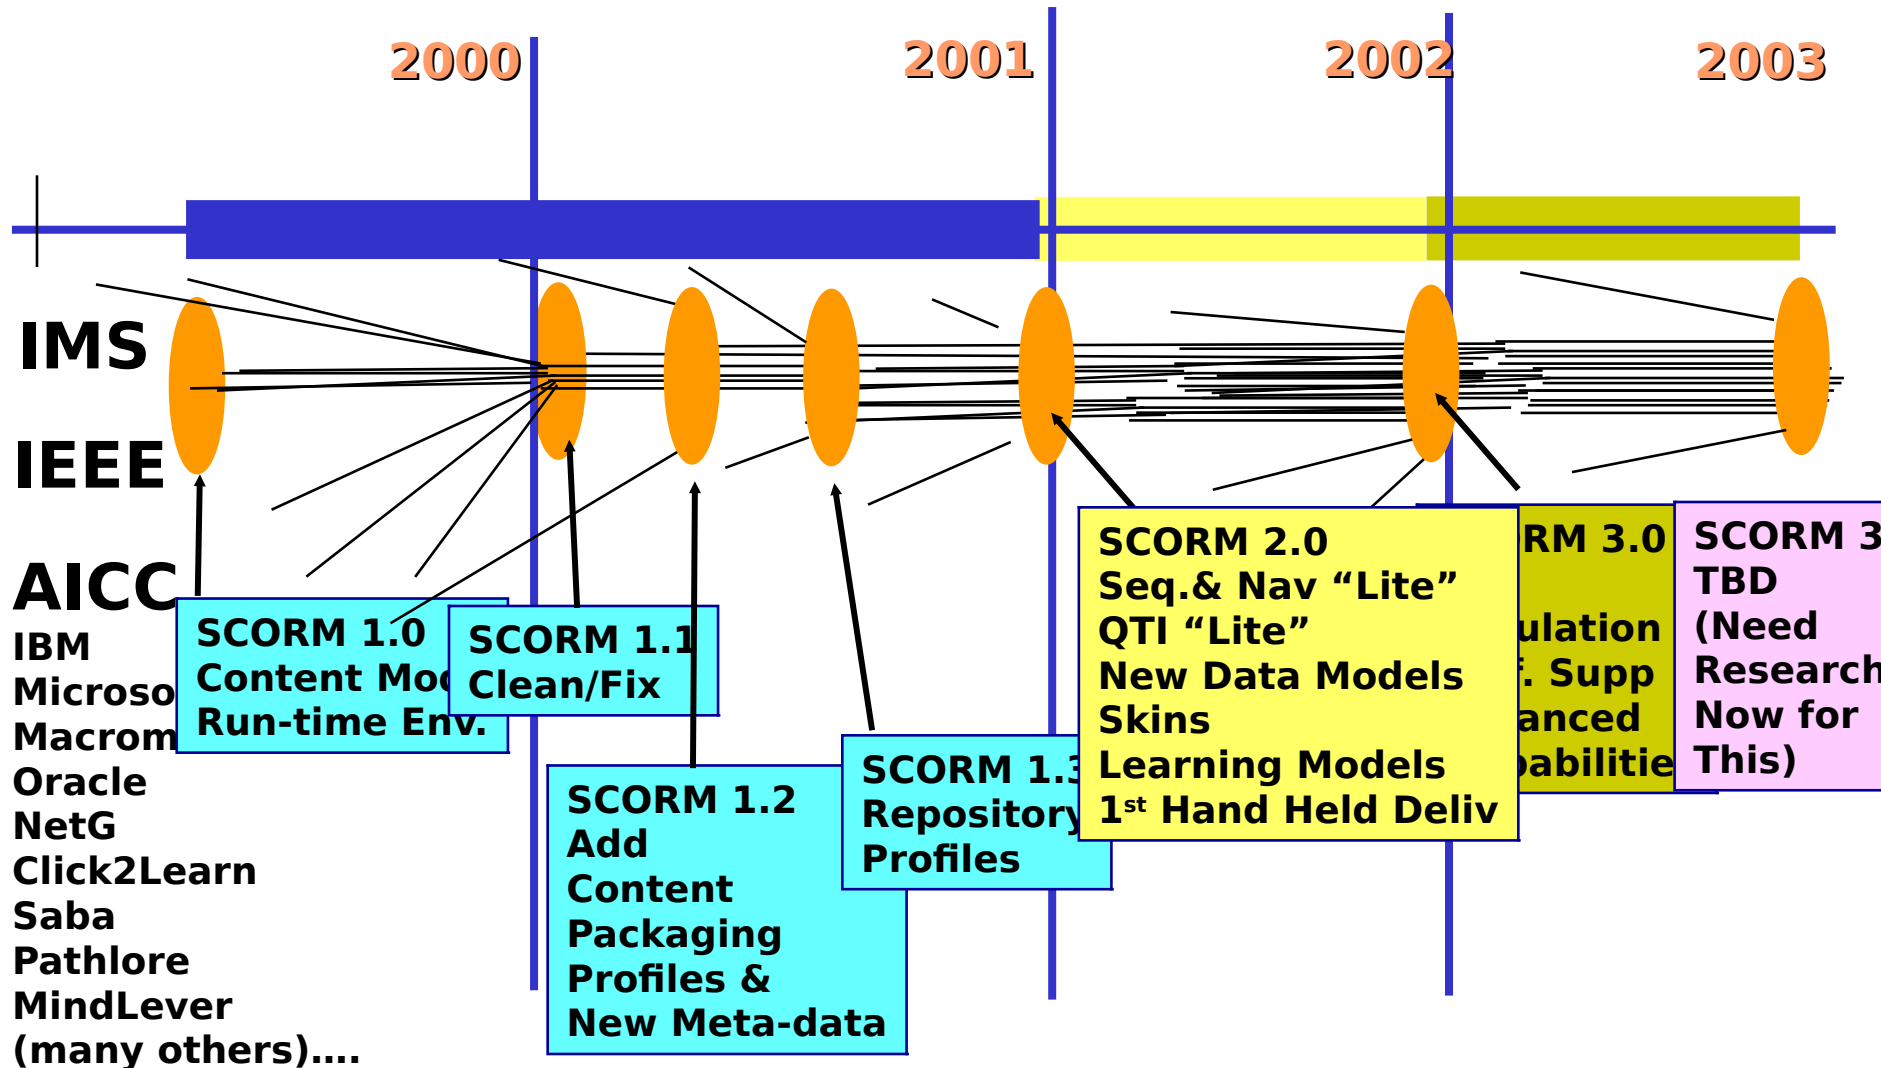 2000
2001
2002
2003
IMS
IEEE
AICC
IBM
Microso
Macrom
Oracle
NetG
Click2Learn
Saba
Pathlore
MindLever
(many others)....
SCORM 1.0
Content Mod
Run-time Env.
SCORM 1.1
Clean/Fix
SCORM 1.2
Add
Content
Packaging
Profiles &
New Meta-data
SCORM 1.3
Repository
Profiles
SCORM 2.0
Seq.& Nav “Lite”
QTI “Lite”
New Data Models
Skins
Learning Models
1st Hand Held Deliv
RM 3.0
ulation
f. Supp
anced
abilitie
SCORM 3
TBD
(Need
Research
Now for
This)